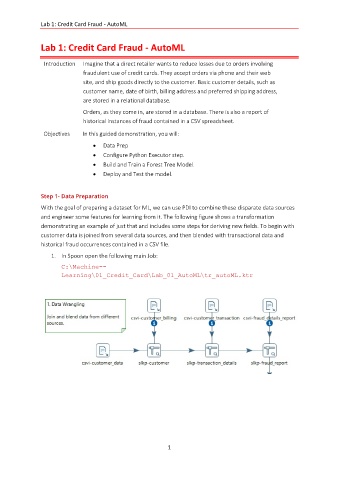 Lab 1: Credit Card Fraud - AutoML
Lab 1: Credit Card Fraud - AutoML
Introduction Imagine that a direct retailer wants to reduce losses due to orders involving
fraudulent use of credit cards. They accept orders via phone and their web
site, and ship goods directly to the customer. Basic customer details, such as
customer name, date of birth, billing address and preferred shipping address,
are stored in a relational database.
Orders, as they come in, are stored in a database. There is also a report of
historical instances of fraud contained in a CSV spreadsheet.
Objectives In this guided demonstration, you will:
• Data Prep
• Configure Python Executor step.
• Build and Train a Forest Tree Model.
• Deploy and Test the model.
Step 1- Data Preparation
With the goal of preparing a dataset for ML, we can use PDI to combine these disparate data sources
and engineer some features for learning from it. The following figure shows a transformation
demonstrating an example of just that and includes some steps for deriving new fields. To begin with
customer data is joined from several data sources, and then blended with transactional data and
historical fraud occurrences contained in a CSV file.
1. In Spoon open the following main Job:
C:\Machine--
Learning\01_Credit_Card\Lab_01_AutoML\tr_autoML.ktr
1. Data Wrangling
Join and blend data from different
sources.
csvi-customer_billing csvi-customer_transaction csvi-fraud_details_report
csvi-customer_data slkp-customer slkp-transaction_details slkp-fraud_report
1